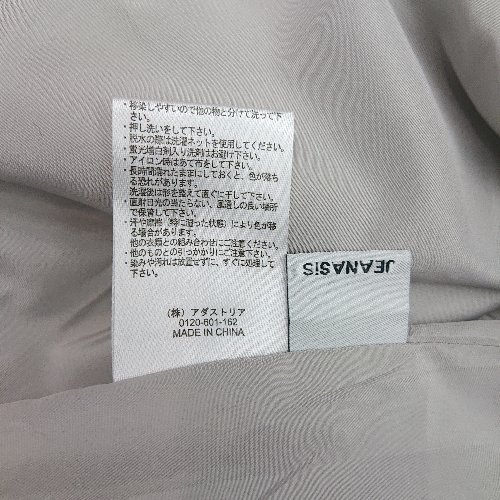 ・移染しやすいので他の物と分けて洗って下
さい。
・押し洗いをして下さい。
・脱水の際は洗濯ネットを使用してください。
・蛍光増白剤入り洗剤はお避け下さい。
・アイロン時はあて布をして下さい。
・長時間濡れたままにしておくと、色が落ち
る恐れがあります。
洗濯後は形を整えて直ぐに干して下さい。
・直射日光の当たらない、風通しの良い場所
で保管して下さい。
・汗や摩擦(特に湿った状態)により色が移
る場合があります。
他の衣類との組み合わせにご注意ください。
・他のものとの引っかかりにご注意下さい。
・染みや汚れは放置せずに、すぐに処理して
下さい。
(株)アダストリア
0120-601-162
MADE IN CHINA
JEANASiS